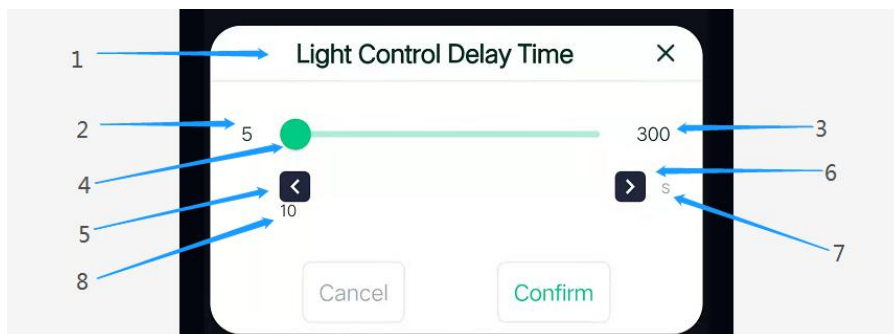 1 Light Control Delay Time ×
2 5 300 3
4 < > s 6
5 10 7
8 Cancel Confirm